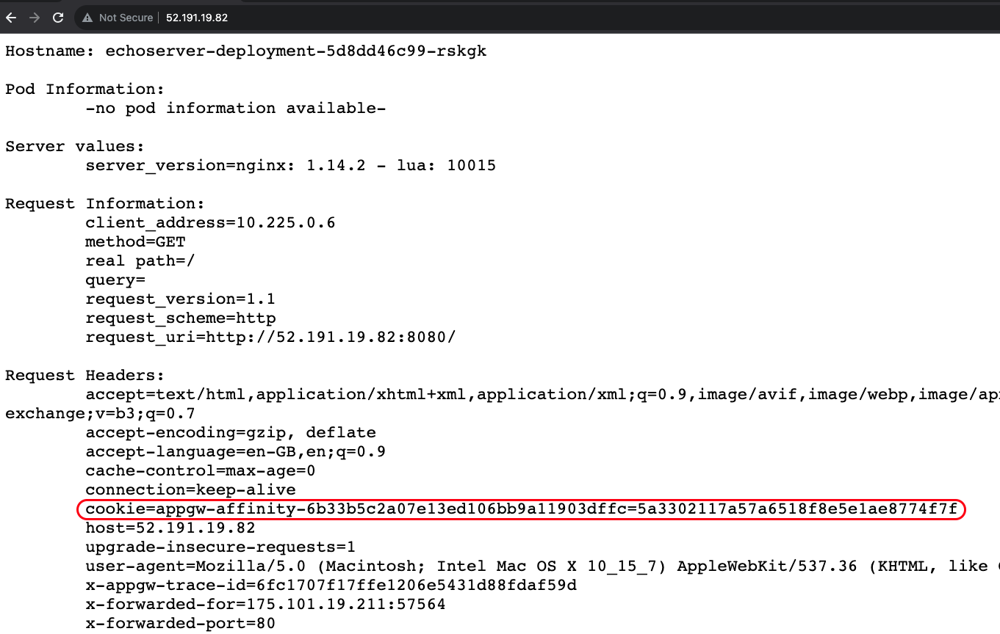 Not Secure | 52.191.19.82
Hostname: echoserver-deployment-5d8dd46c99-rskgk
Pod Information:
-no pod information available-
Server values:
server_version=nginx: 1.14.2 - lua: 10015
Request Information:
client_address=10.225.0.6
method=GET
real path=/
query=
request_version=1.1
request_scheme=http
request_uri=http://52.191.19.82:8080/
Request Headers:
accept=text/html,application/xhtml+xml,application/xml;q=0.9,image/avif,image/webp,image/ap
exchange;v=b3;q=0.7
accept-encoding=gzip, deflate
accept-language=en-GB,en;q=0.9
cache-control=max-age=0
connection=keep-alive
cookie=appgw-affinity-6b33b5c2a07e13ed106bb9a11903dffc=5a3302117a57a6518f8e5e1ae8774f7f
host=52.191.19.82
upgrade-insecure-requests=1
user-agent=Mozilla/5.0 (Macintosh; Intel Mac OS X 10_15_7) AppleWebKit/537.36 (KHTML, like
x-appgw-trace-id=6fc1707f17ffe1206e5431d88fdaf59d
x-forwarded-for=175.101.19.211:57564
x-forwarded-port=80